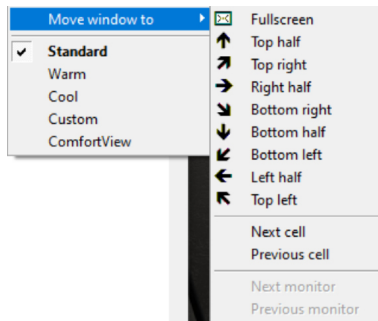 Move window to
Standard
Warm
Cool
Custom
ComfortView
Fullscreen
Top half
Top right
Right half
Bottom right
Bottom half
Bottom left
Left half
Top left
Next cell
Previous cell
Next monitor
Previous monitor